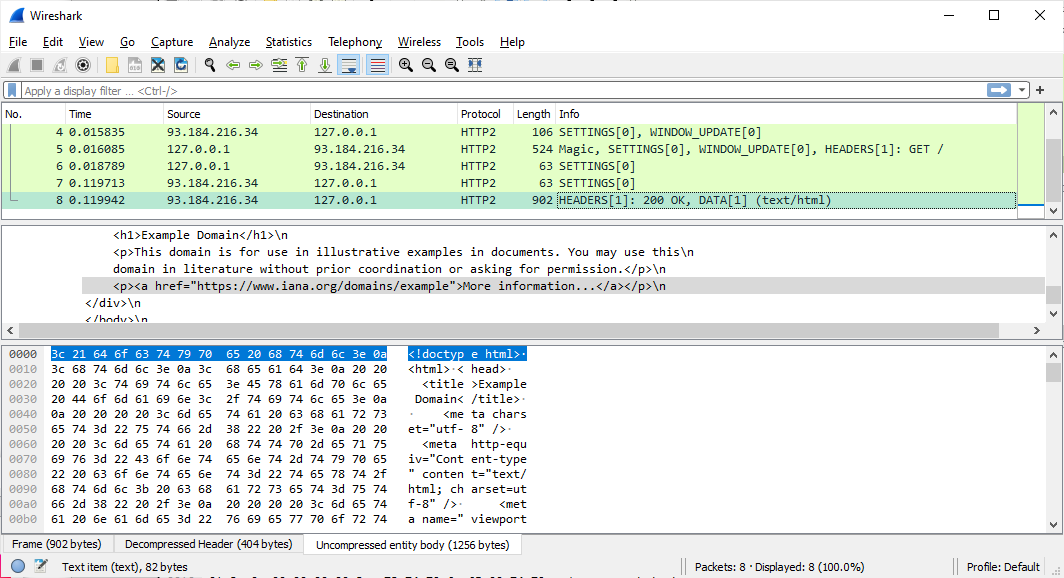 Wireshark
File Edit View Go Capture Analyze Statistics Telephony Wireless Tools Help
Apply a display filter ... <Ctrl-/>
No. Time Source Destination Protocol Length Info
4 0.015835 93.184.216.34 127.0.0.1 HTTP2 106 SETTINGS[0], WINDOW_UPDATE[0]
5 0.016085 127.0.0.1 93.184.216.34 HTTP2 524 Magic, SETTINGS[0], WINDOW_UPDATE[0], HEADERS[1]: GET /
6 0.018789 127.0.0.1 93.184.216.34 HTTP2 63 SETTINGS[0]
7 0.119713 93.184.216.34 127.0.0.1 HTTP2 63 SETTINGS[0]
8 0.119942 93.184.216.34 127.0.0.1 HTTP2 902 HEADERS[1]: 200 OK, DATA[1] (text/html)
<h1>Example Domain</h1>\n
<p>This domain is for use in illustrative examples in documents. You may use this\n
domain in literature without prior coordination or asking for permission.</p>\n
<p><a href="https://www.iana.org/domains/example">More information...</a></p>\n
</div>\n
</body>\n
0000 3c 21 64 6f 63 74 79 70 65 20 68 74 6d 6c 3e 0a <!doctyp e html>·
0010 3c 68 74 6d 6c 3e 0a 3c 68 65 61 64 3e 0a 20 20 <html>·< head>·
0020 20 20 3c 74 69 74 6c 65 3e 45 78 61 6d 70 6c 65 <title >Example
0030 20 44 6f 6d 61 69 6e 3c 2f 74 69 74 6c 65 3e 0a Domain< /title>·
0040 0a 20 20 20 20 3c 6d 65 74 61 20 63 68 61 72 73 · <me ta chars
0050 65 74 3d 22 75 74 66 2d 38 22 20 2f 3e 0a 20 20 et="utf- 8" />·
0060 20 20 3c 6d 65 74 61 20 68 74 74 70 2d 65 71 75 <meta http-equ
0070 69 76 3d 22 43 6f 6e 74 65 6e 74 2d 74 79 70 65 iv="Cont ent-type
0080 22 20 63 6f 6e 74 65 6e 74 3d 22 74 65 78 74 2f " conten t="text/
0090 68 74 6d 6c 3b 20 63 68 61 72 73 65 74 3d 75 74 html; ch arset=ut
00a0 66 2d 38 22 20 2f 3e 0a 20 20 20 20 3c 6d 65 74 f-8" />· <met
00b0 61 20 6e 61 6d 65 3d 22 76 69 65 77 70 6f 72 74 a name=" viewport
Frame (902 bytes) Decompressed Header (404 bytes) Uncompressed entity body (1256 bytes)
Text item (text), 82 bytes Packets: 8 · Displayed: 8 (100.0%) Profile: Default